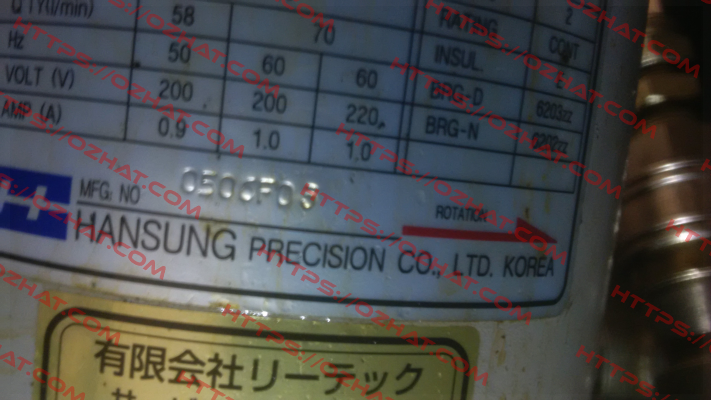 Q'TY(l/min) 58 70
Hz 50 60 60
VOLT (V) 200 200 220
AMP (A) 0.9 1.0 1.0
RATING CONT
INSUL. E
BRG-D 6203zz
BRG-N 6202zz
MFG. NO
ROTATION
HANSUNG PRECISION CO., LTD. KOREA
有限会社リーテック
HTTPS://OZHAT.COM